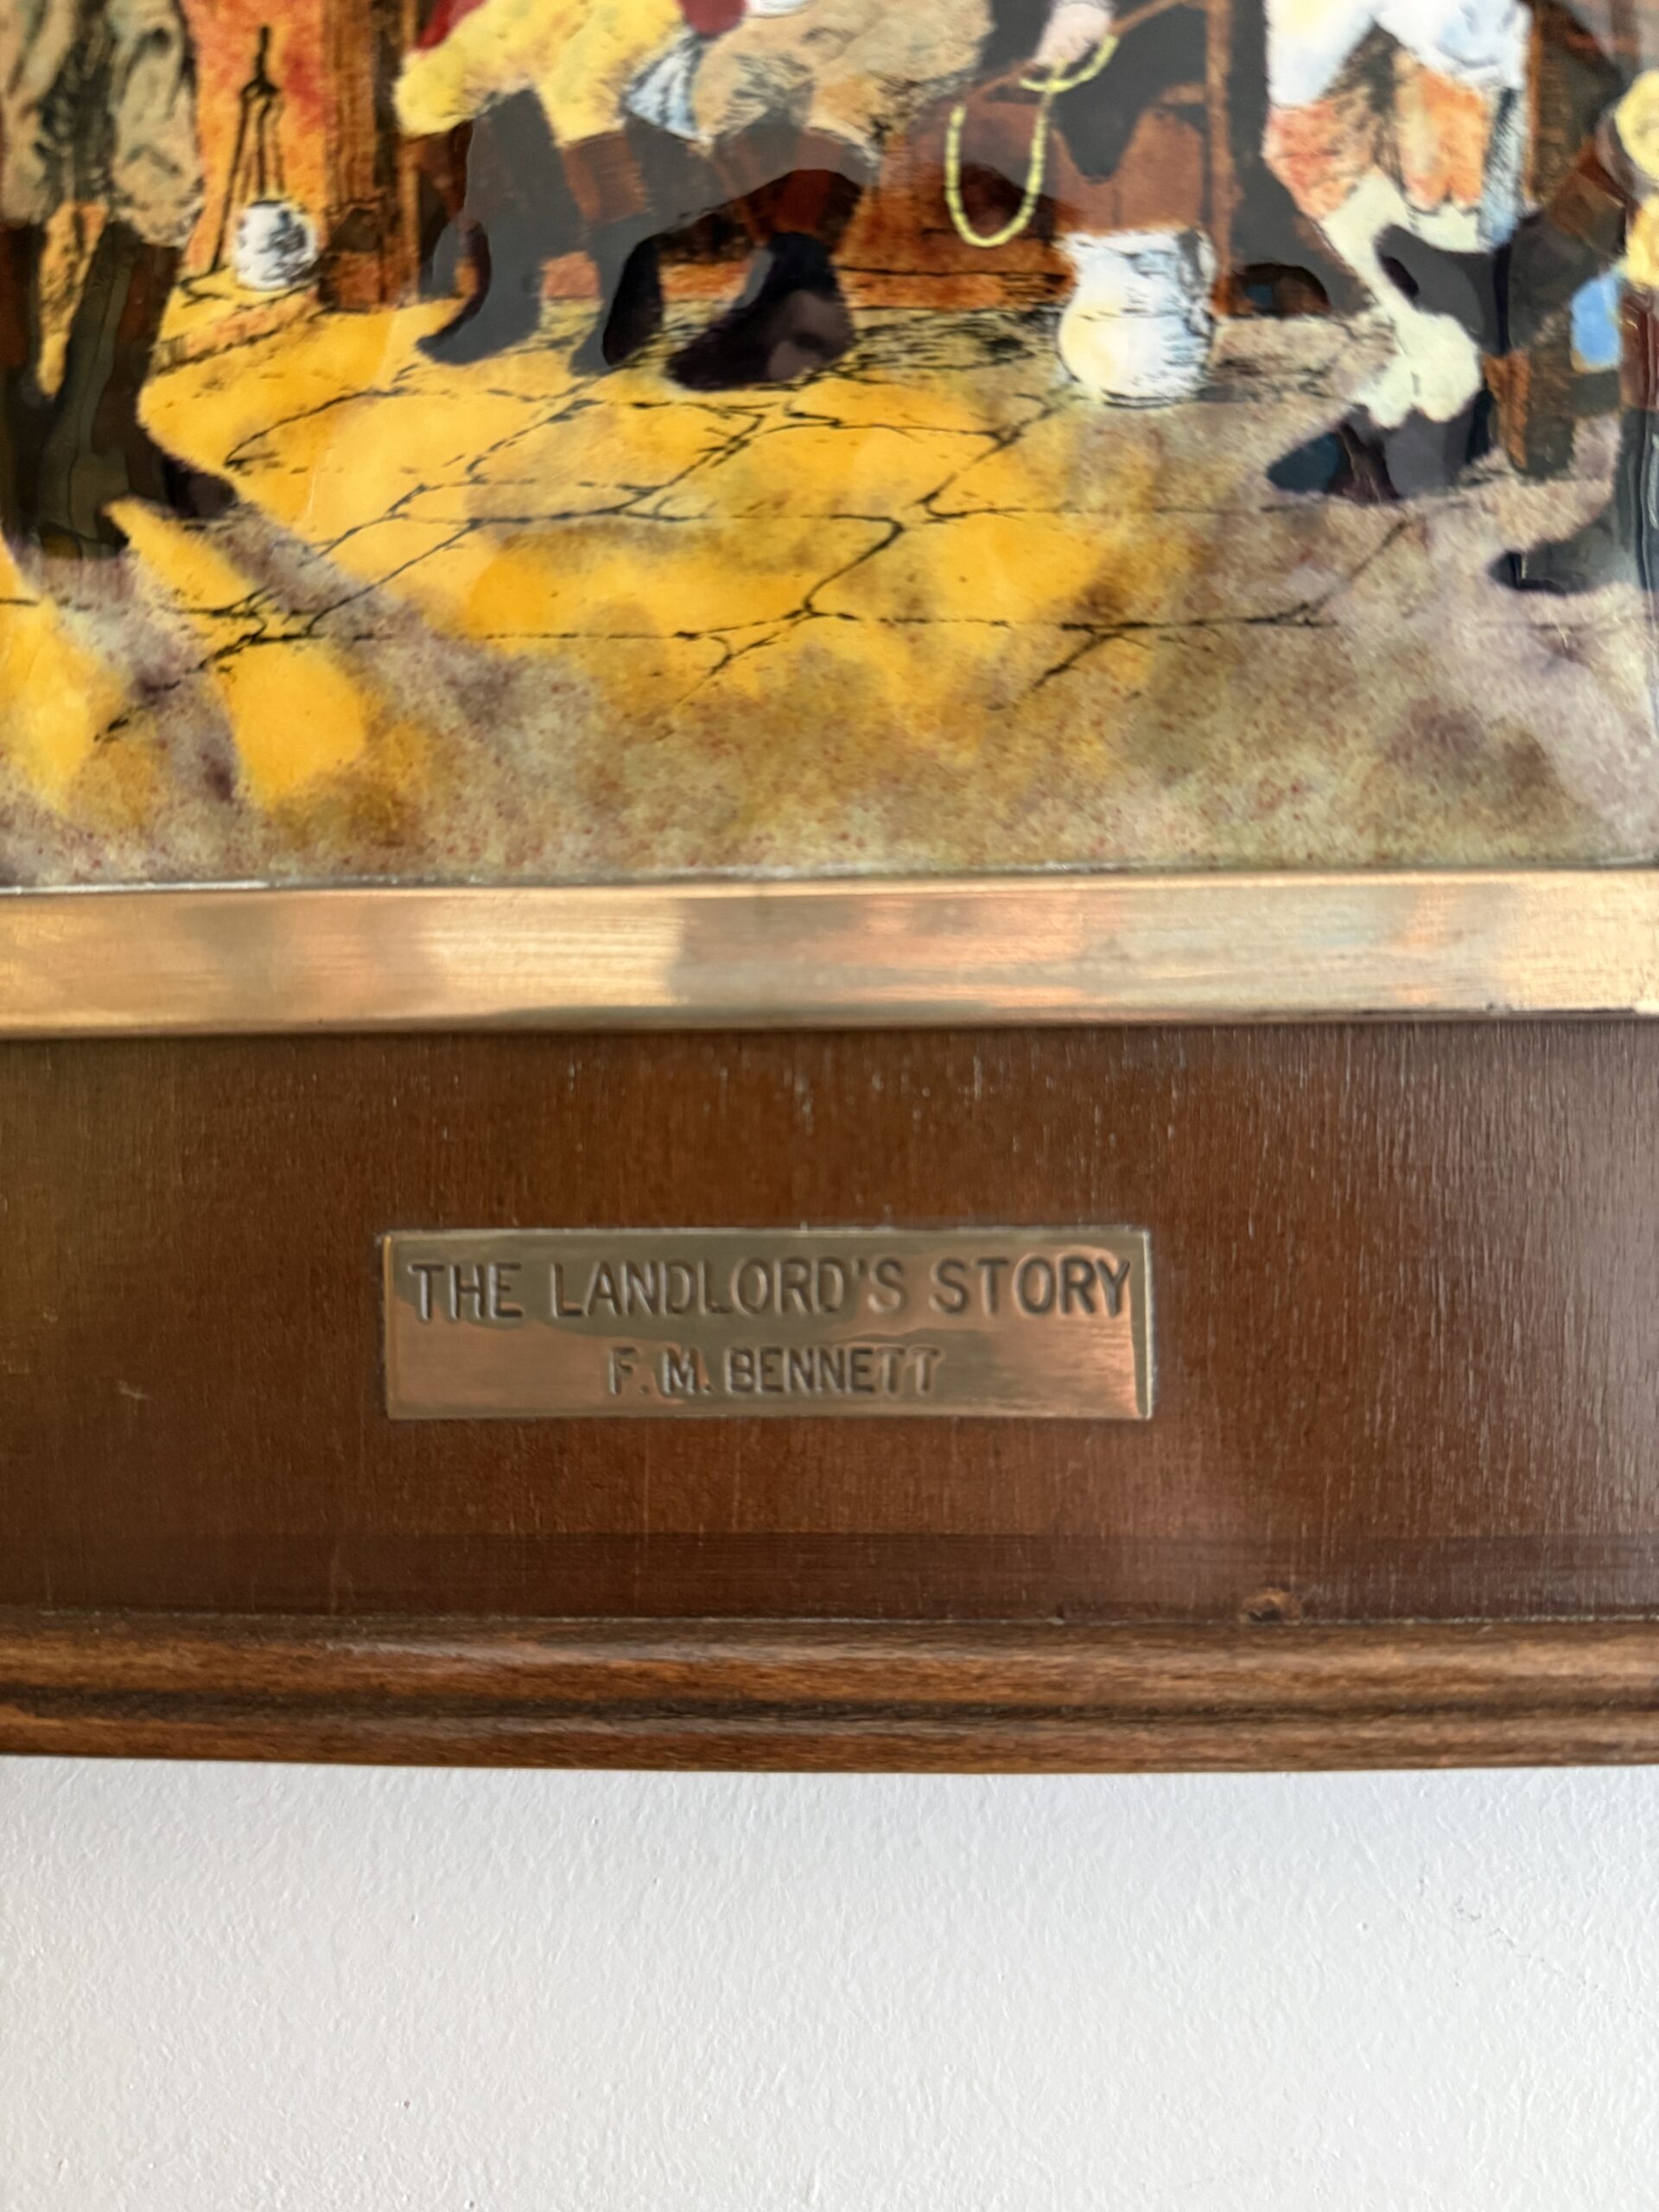 THE LANDLORD'S STORY
F. M. BENNETT